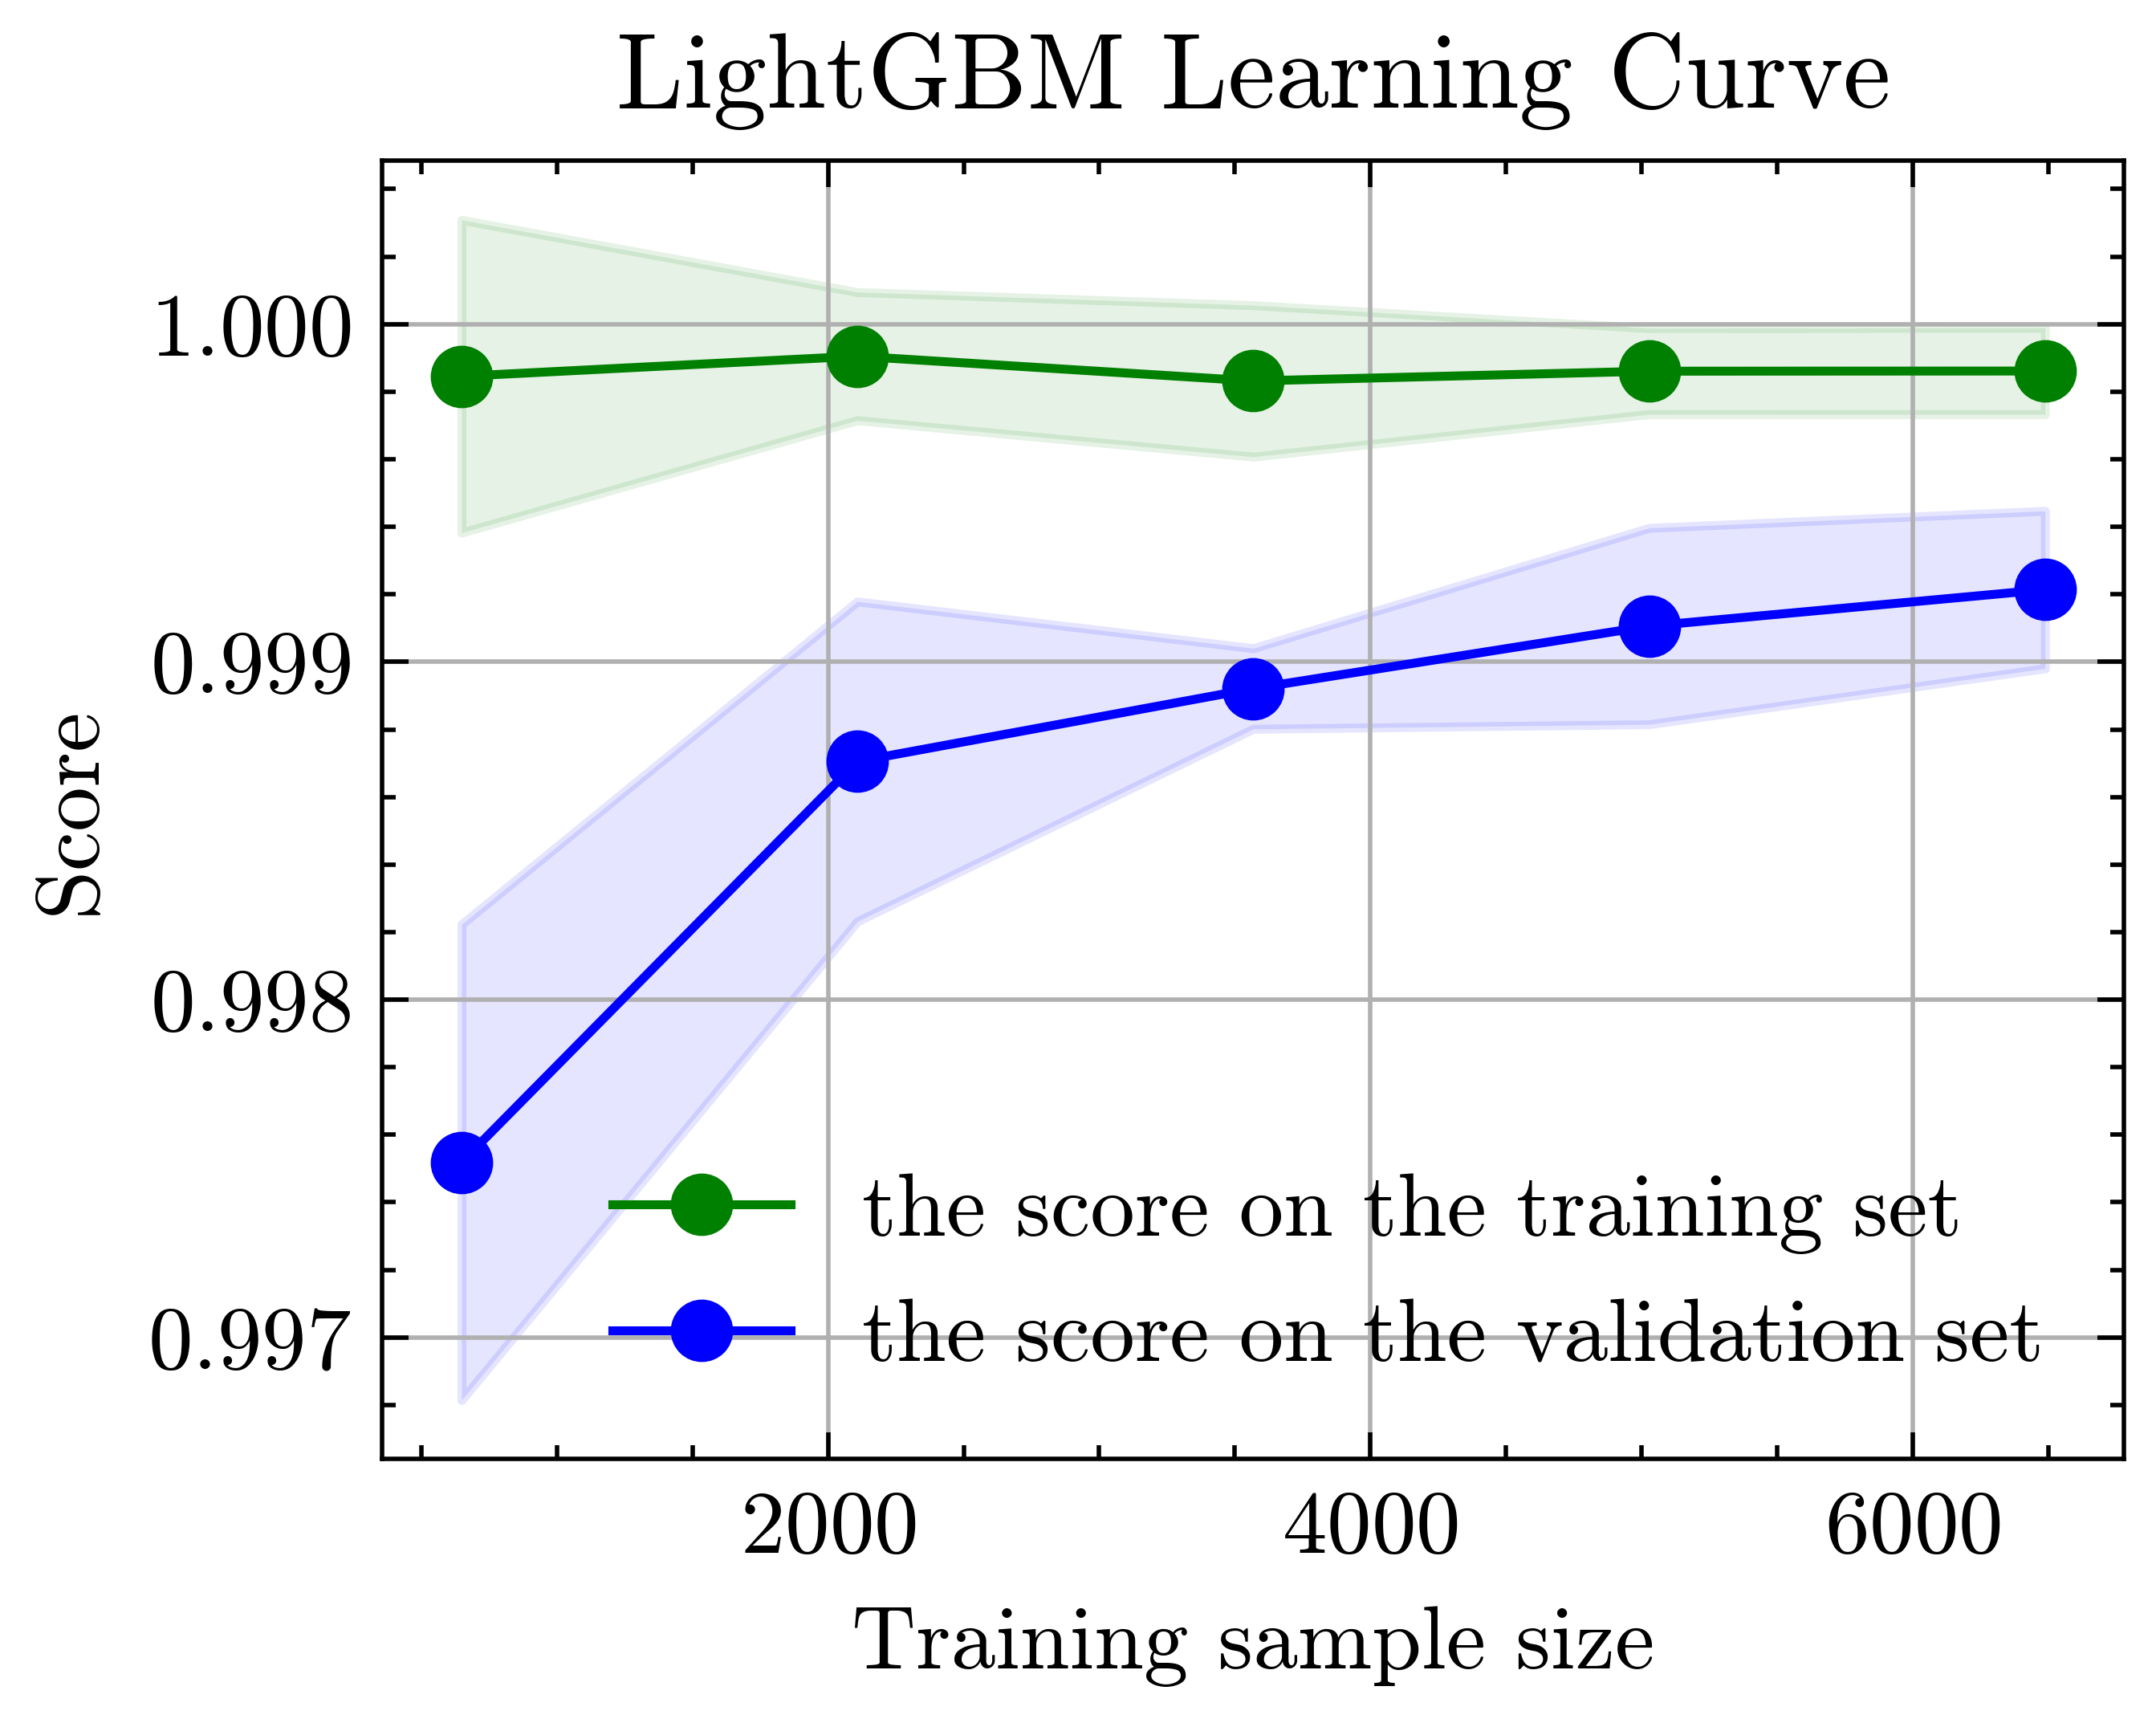 LightGBM Learning Curve
1.000
0.999
0.998
0.997
Score
the score on the training set
the score on the validation set
2000 4000 6000
Training sample size